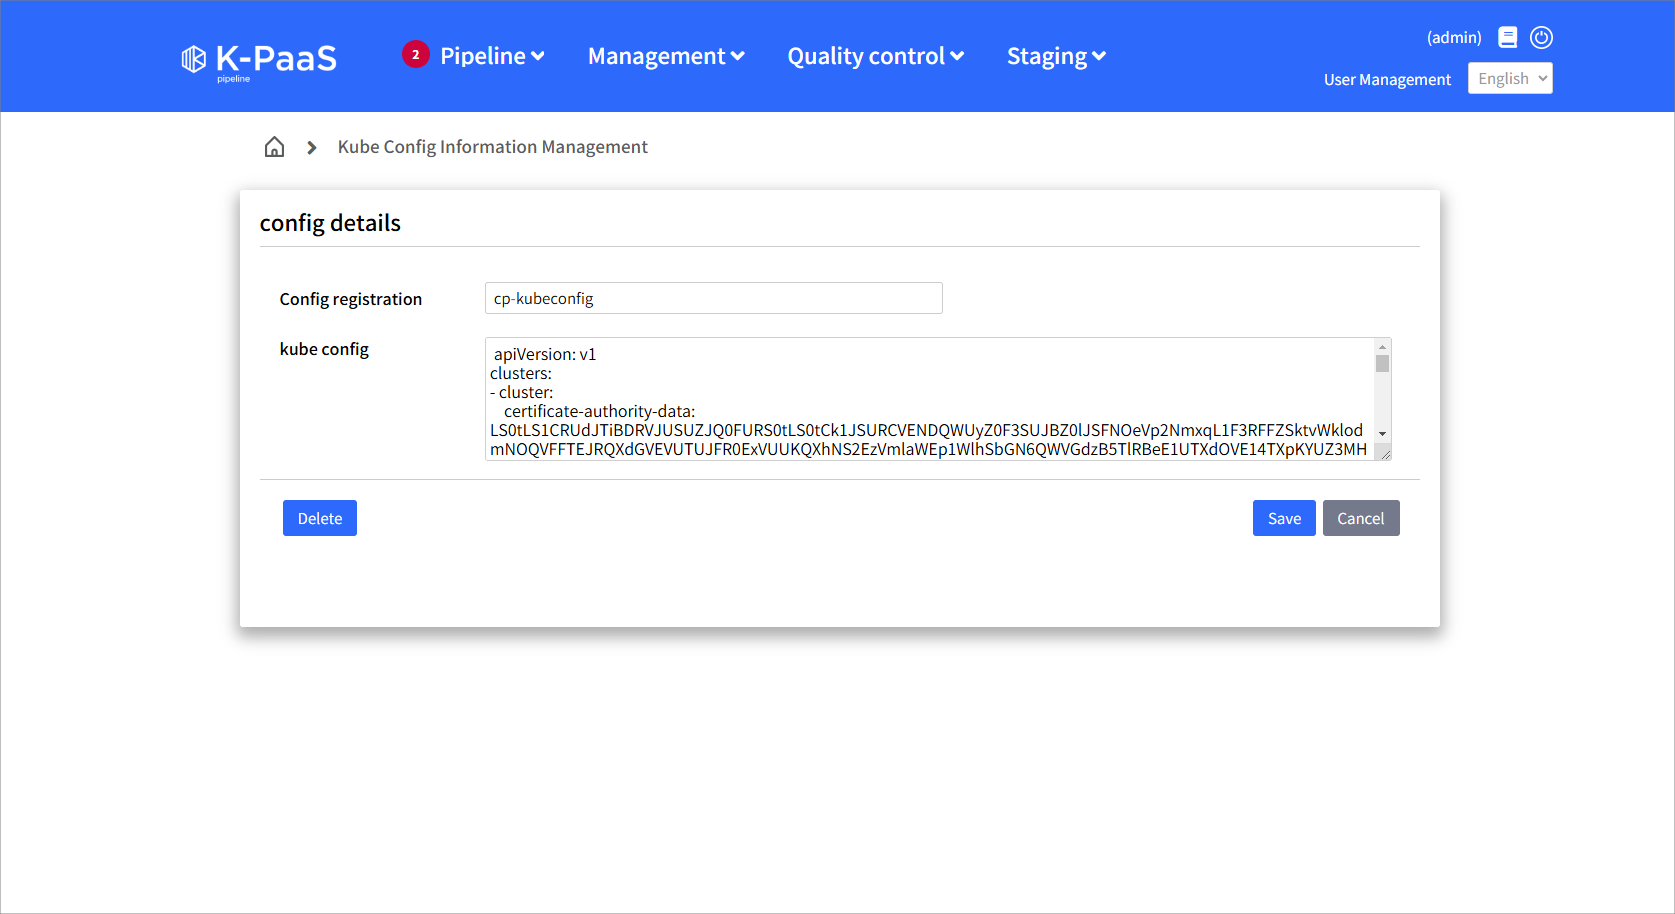 K-PaaS
pipeline
2 Pipeline
Management
Quality control
Staging
(admin)
User Management
English
Kube Config Information Management
config details
Config registration
cp-kubeconfig
kube config
apiVersion: v1
clusters:
- cluster:
certificate-authority-data:
LS0tLS1CRUdJTiBDRVJUSUZJQ0FURS0tLS0tCk1JSURCVENDQWUyZ0F3SUJBZ0lJSFNOeVp2NmxqL1F3RFFZSktvWklod
mNOQVFFTEJRQXdGVEVUTUJFR0ExVUUKQXhNS2EzVmlaWEp1WlhSbGN6QWVGdzB5TlRBeE1UTXdOVE14TXpKYUZ3MH
Delete
Save
Cancel